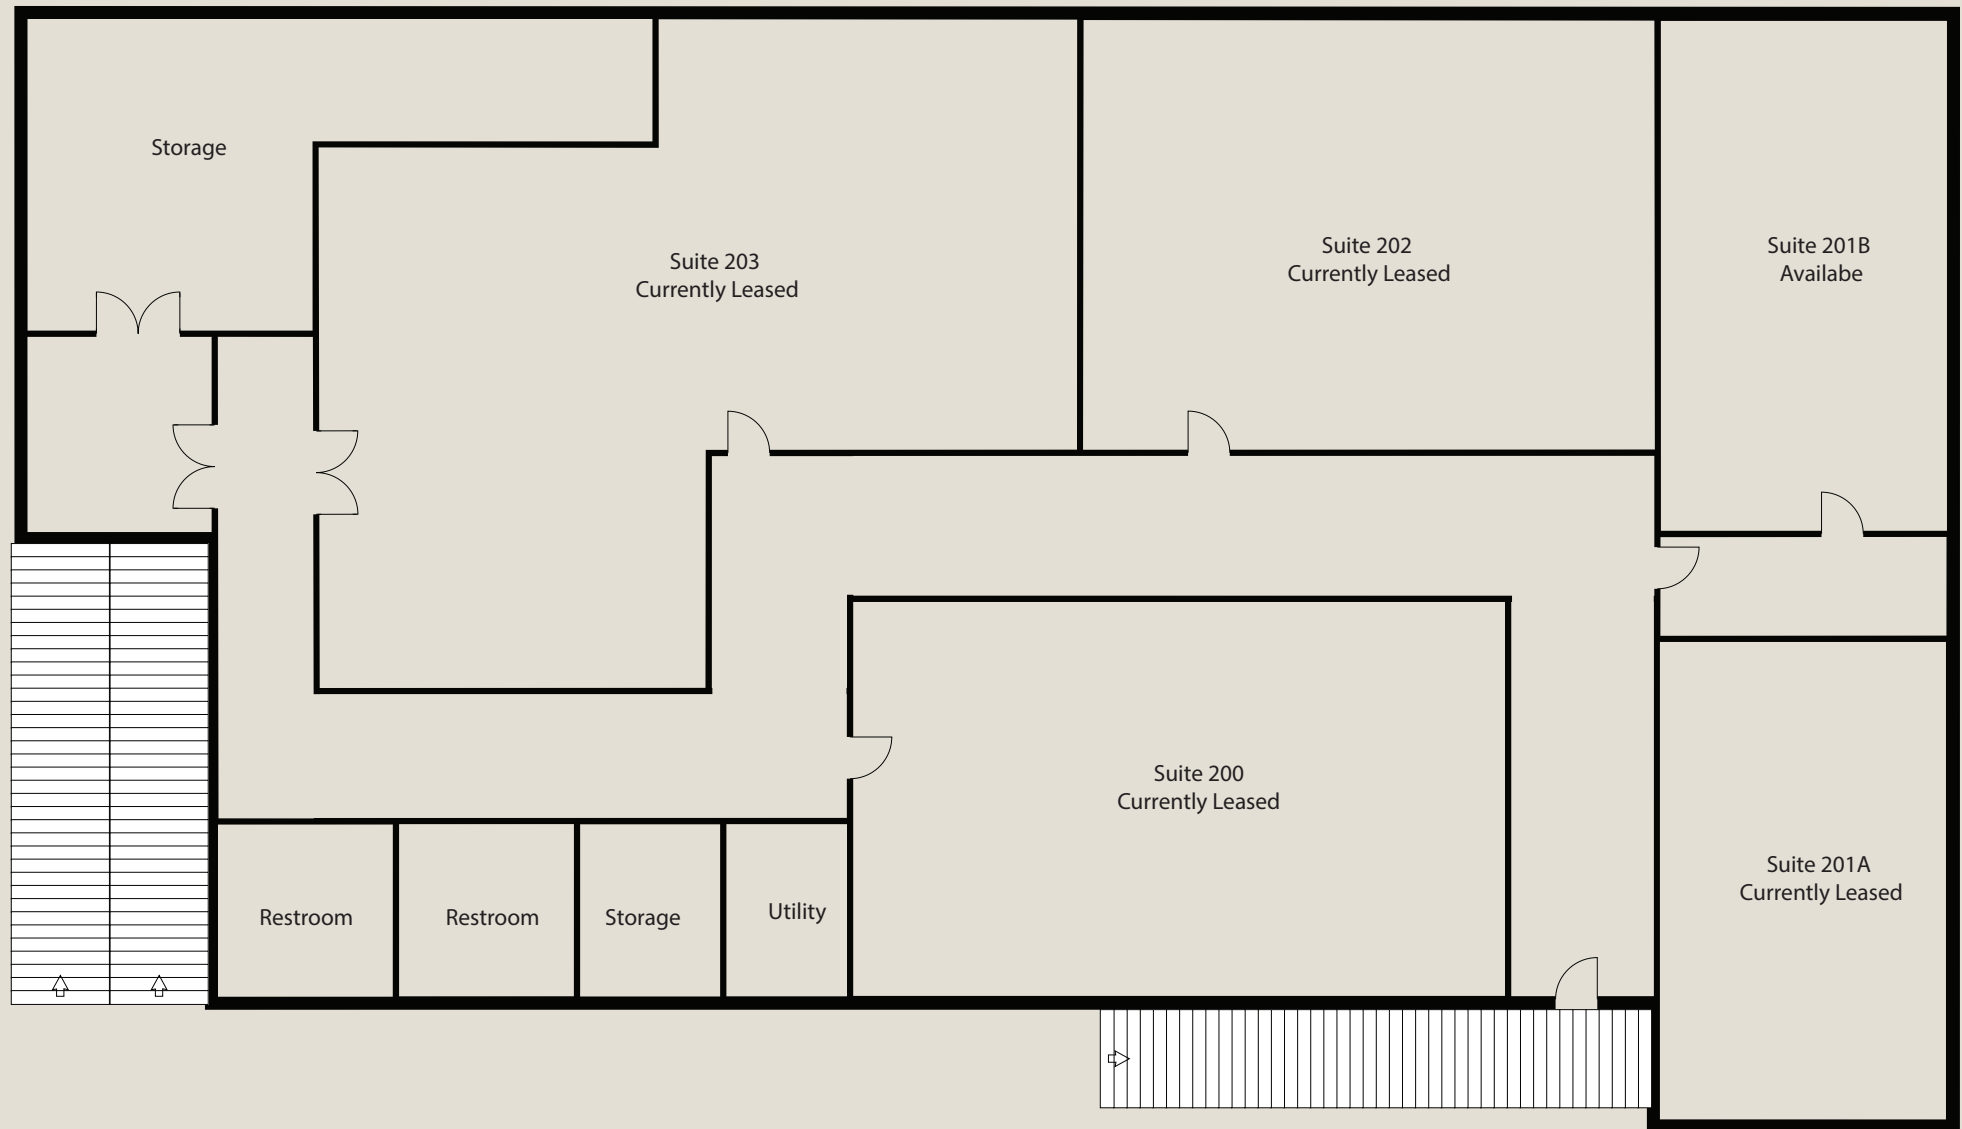 Storage
Suite 203
Currently Leased
Suite 202
Currently Leased
Suite 201B
Availabe
Suite 200
Currently Leased
Suite 201A
Currently Leased
Restroom
Restroom
Storage
Utility